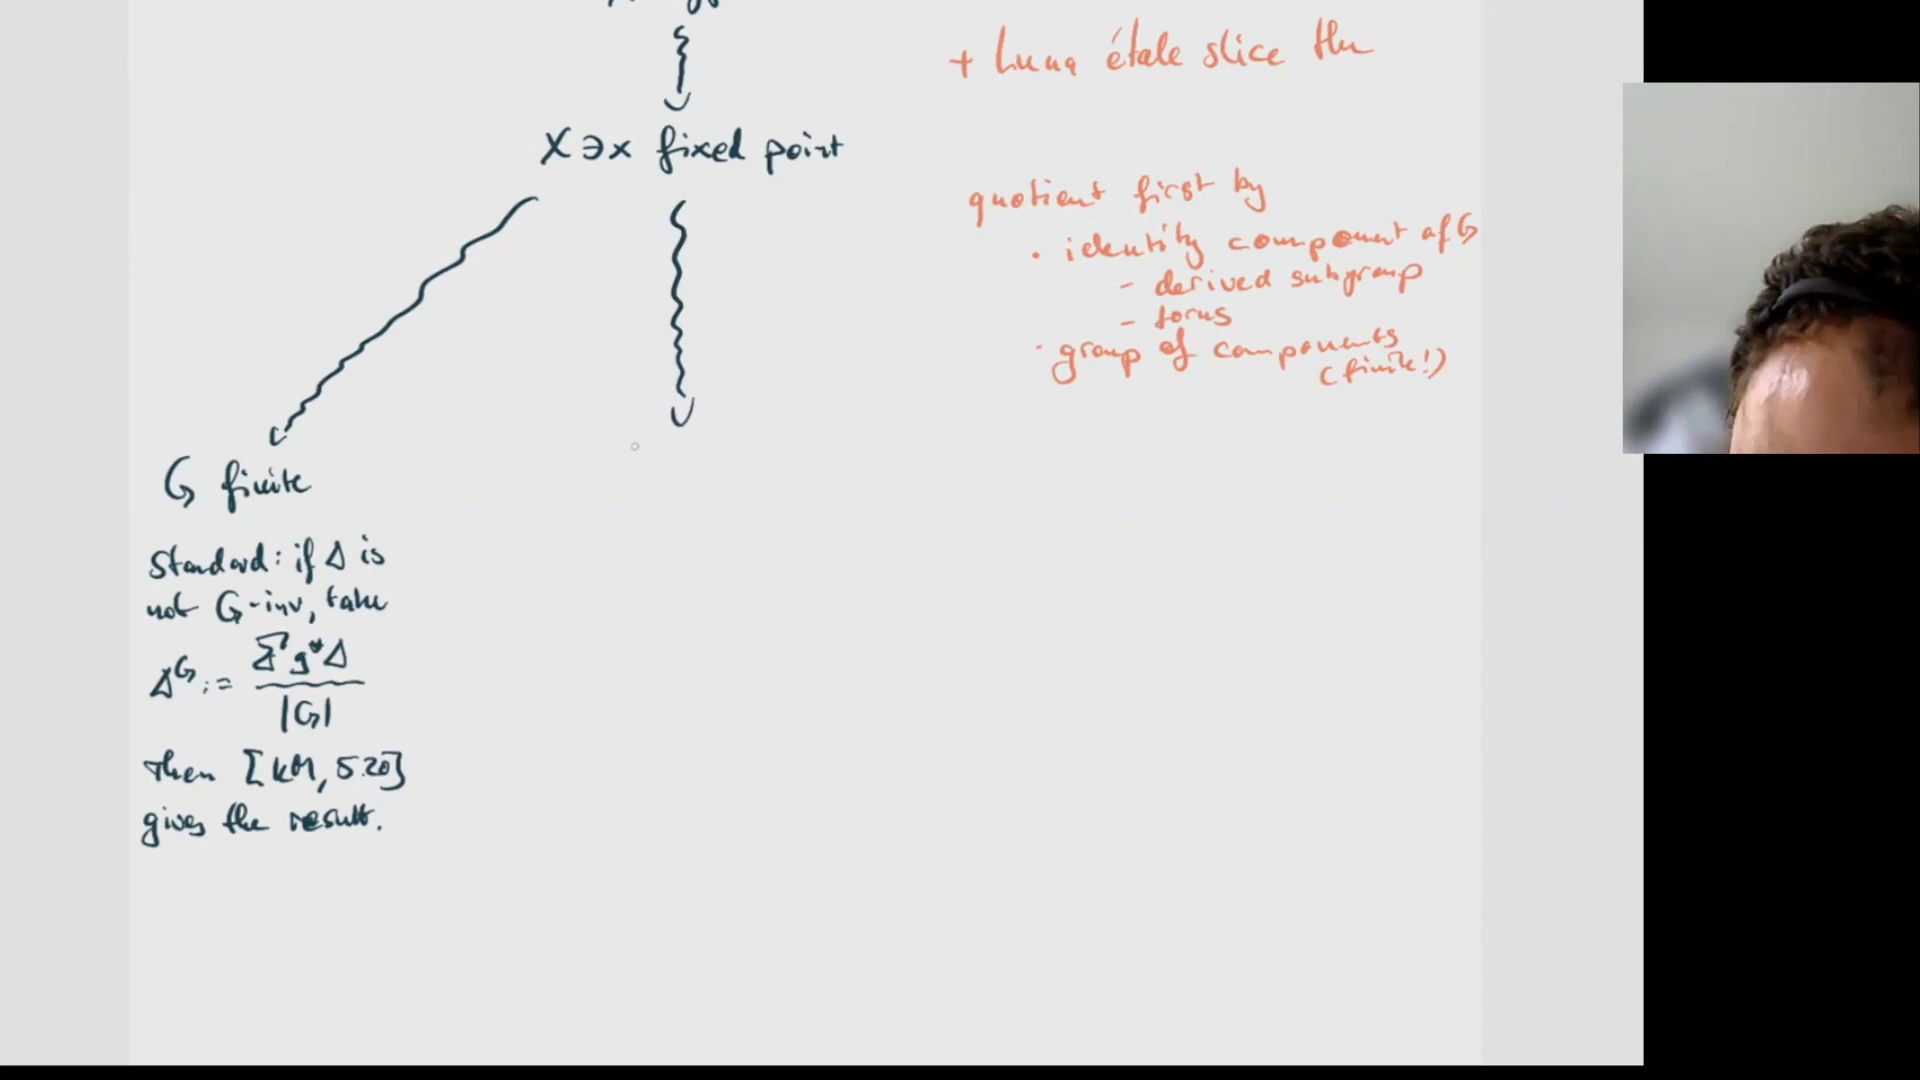 + Luna étale slice thm
X∋x fixed point
quotient first by
• identity component of G
- derived subgroup
- torus
• group of components
(finite!)
G finite
Standard: if Δ is
not G-inv, take
Δᴳ := Σ g*Δ / |G|
Then [KM, 5.20]
gives the result.